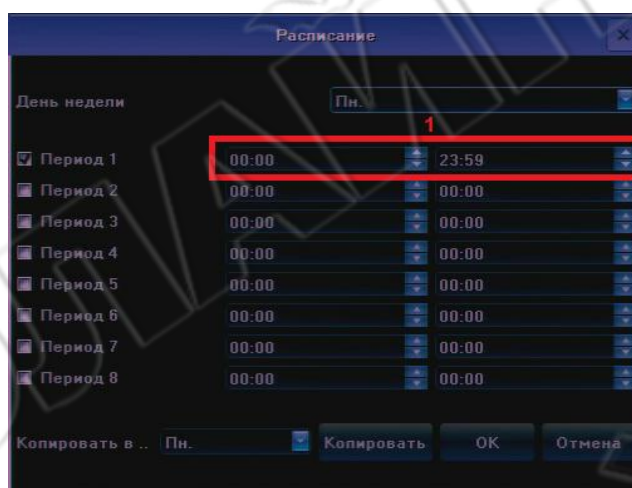 Расписание
День недели Пн.
1
Период 1 00:00 23:59
Период 2 00:00 00:00
Период 3 00:00 00:00
Период 4 00:00 00:00
Период 5 00:00 00:00
Период 6 00:00 00:00
Период 7 00:00 00:00
Период 8 00:00 00:00
Копировать в .. Пн. Копировать OK Отмена